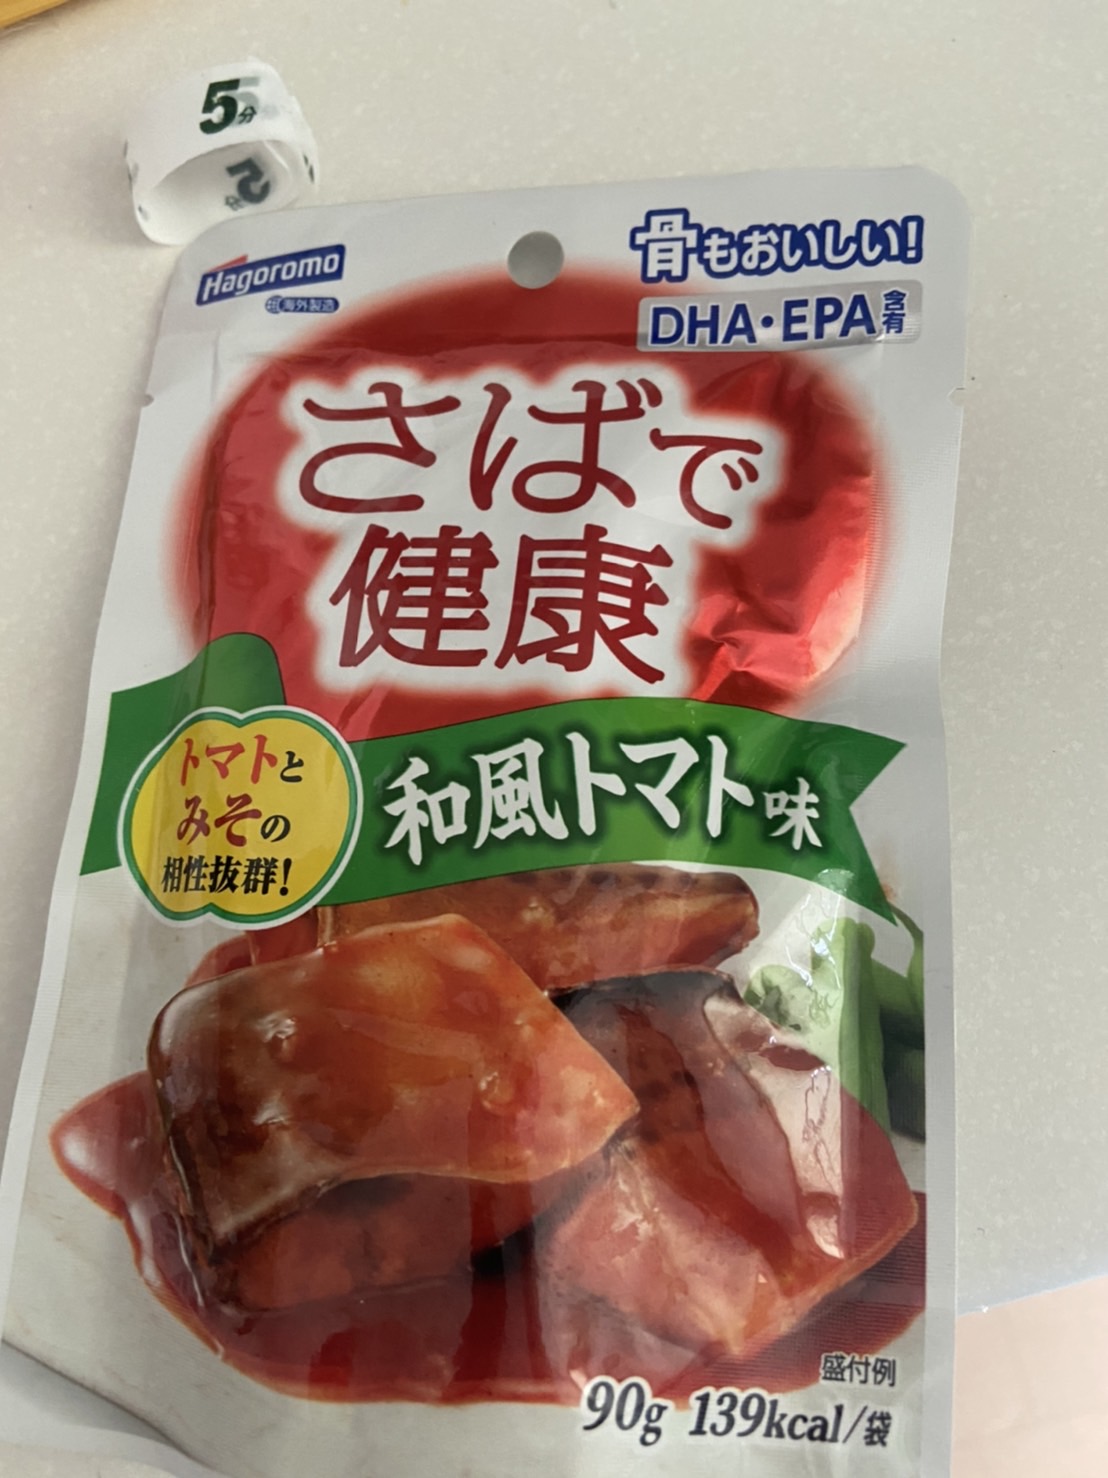 5分
5分
Hagoromo
海外製造
骨もおいしい!
DHA・EPA含有
さばで
健康
トマトと
みその
相性抜群!
和風トマト味
盛付例
90g 139kcal/袋